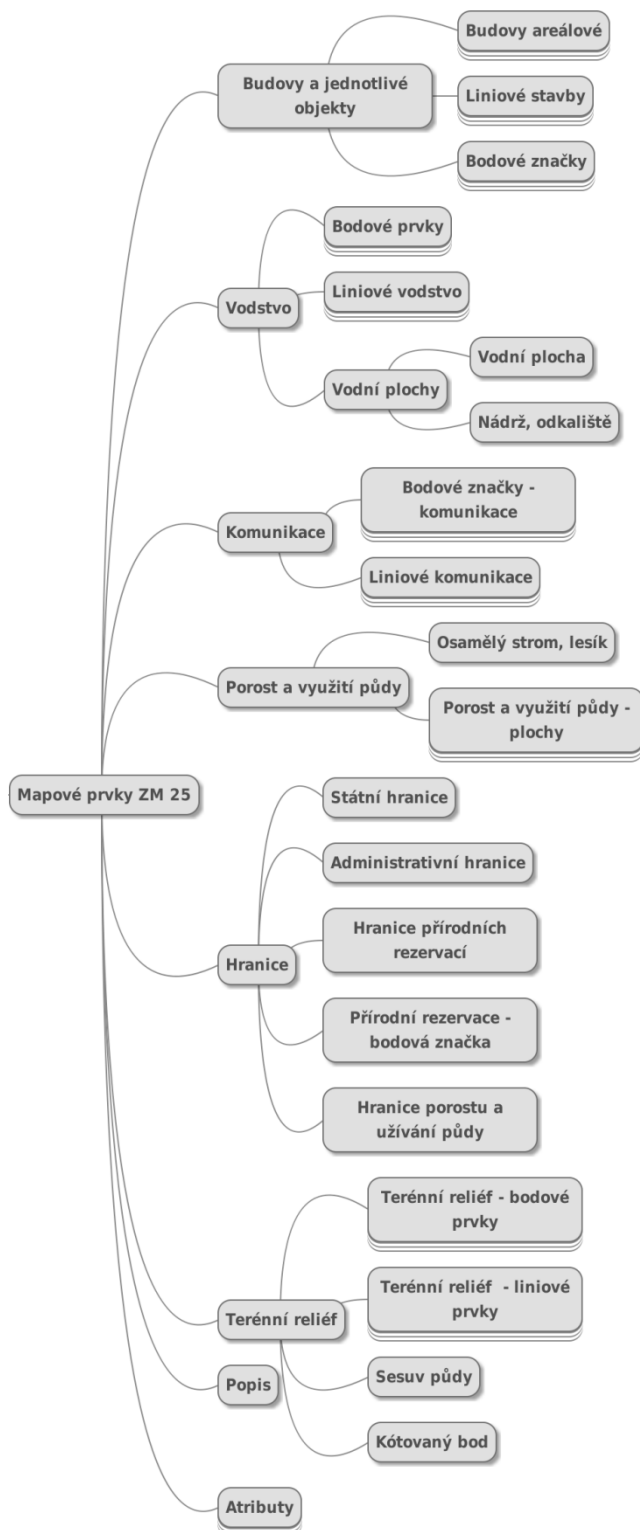 Mapové prvky ZM 25
Budovy a jednotlivé
objekty
Budovy areálové
Liniové stavby
Bodové značky
Vodstvo
Bodové prvky
Liniové vodstvo
Vodní plochy
Vodní plocha
Nádrž, odkaliště
Komunikace
Bodové značky -
komunikace
Liniové komunikace
Porost a využití půdy
Osamělý strom, lesík
Porost a využití půdy -
plochy
Hranice
Státní hranice
Administrativní hranice
Hranice přírodních
rezervací
Přírodní rezervace -
bodová značka
Hranice porostu a
užívání půdy
Terénní reliéf
Terénní reliéf - bodové
prvky
Terénní reliéf  - liniové
prvky
Sesuv půdy
Kótovaný bod
Popis
Atributy